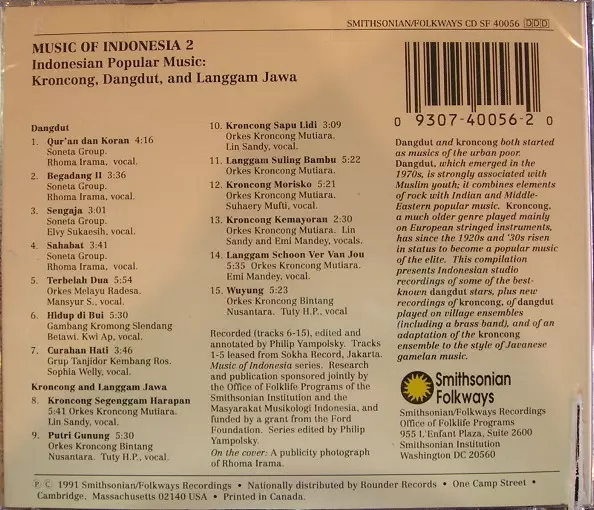 SMITHSONIAN/FOLKWAYS CD SF 40056 DDD
MUSIC OF INDONESIA 2
Indonesian Popular Music:
Kroncong, Dangdut, and Langgam Jawa
0 9307-40056-2 0
Dangdut
1. Qur'an dan Koran 4:16
Soneta Group.
Rhoma Irama, vocal.
2. Begadang II 3:36
Soneta Group.
Rhoma Irama, vocal.
3. Sengaja 3:01
Soneta Group.
Elvy Sukaesih, vocal.
4. Sahabat 3:41
Soneta Group.
Rhoma Irama, vocal.
5. Terbelah Dua 5:54
Orkes Melayu Radesa.
Mansyur S., vocal.
6. Hidup di Bui 5:30
Gambang Kromong Slendang
Betawi. Kwi Ap, vocal.
7. Curahan Hati 3:46
Grup Tanjidor Kembang Ros.
Sophia Welly, vocal.
Kroncong and Langgam Jawa
8. Kroncong Segenggam Harapan
5:41 Orkes Kroncong Mutiara.
Lin Sandy, vocal.
9. Putri Gunung 5:30
Orkes Kroncong Bintang
Nusantara. Tuty H.P., vocal
10. Kroncong Sapu Lidi 3:09
Orkes Kroncong Mutiara.
Lin Sandy, vocal.
11. Langgam Suling Bambu 5:22
Orkes Kroncong Mutiara.
12. Kroncong Morisko 5:21
Orkes Kroncong Mutiara.
Suhaery Mufti, vocal.
13. Kroncong Kemayoran 2:30
Orkes Kroncong Mutiara. Lin
Sandy and Emi Mandey, vocals.
14. Langgam Schoon Ver Van Jou
5:35 Orkes Kroncong Mutiara.
Emi Mandey, vocal.
15. Wuyung 5:23
Orkes Kroncong Bintang
Nusantara. Tuty H.P., vocal
Recorded (tracks 6-15), edited and
annotated by Philip Yampolsky. Tracks
1-5 leased from Sokha Record, Jakarta.
Music of Indonesia series. Research
and publication sponsored jointly by
the Office of Folklife Programs of the
Smithsonian Institution and the
Masyarakat Musikologi Indonesia, and
funded by a grant from the Ford
Foundation. Series edited by Philip
Yampolsky.
On the cover: A publicity photograph
of Rhoma Irama.
Dangdut and kroncong both started
as musics of the urban poor.
Dangdut, which emerged in the
1970s, is strongly associated with
Muslim youth; it combines elements
of rock with Indian and Middle-
Eastern popular music. Kroncong,
a much older genre played mainly
on European stringed instruments,
has since the 1920s and '30s risen
in status to become a popular music
of the elite. This compilation
presents Indonesian studio
recordings of some of the best-
known dangdut stars, plus new
recordings of kroncong, of dangdut
played on village ensembles
(including a brass band), and of an
adaptation of the kroncong
ensemble to the style of Javanese
gamelan music.
Smithsonian
Folkways
Smithsonian/Folkways Recordings
Office of Folklife Programs
955 L'Enfant Plaza, Suite 2600
Smithsonian Institution
Washington DC 20560
Ⓟ © 1991 Smithsonian/Folkways Recordings • Nationally distributed by Rounder Records • One Camp Street •
Cambridge, Massachusetts 02140 USA • Printed in Canada.